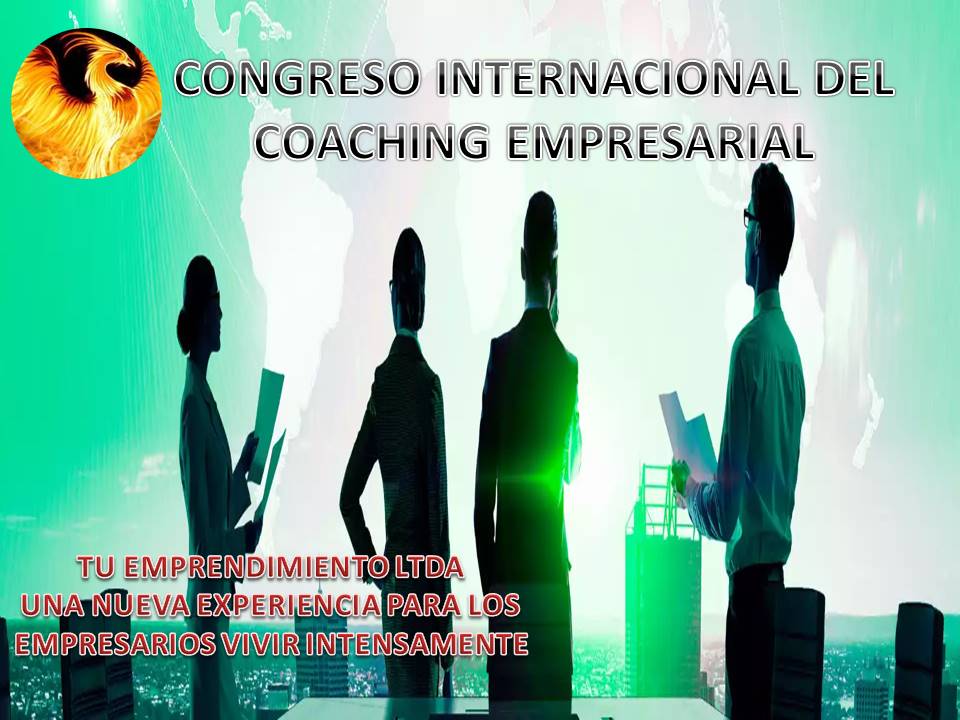 CONGRESO INTERNACIONAL DEL
COACHING EMPRESARIAL
TU EMPRENDIMIENTO LTDA
UNA NUEVA EXPERIENCIA PARA LOS
EMPRESARIOS VIVIR INTENSAMENTE